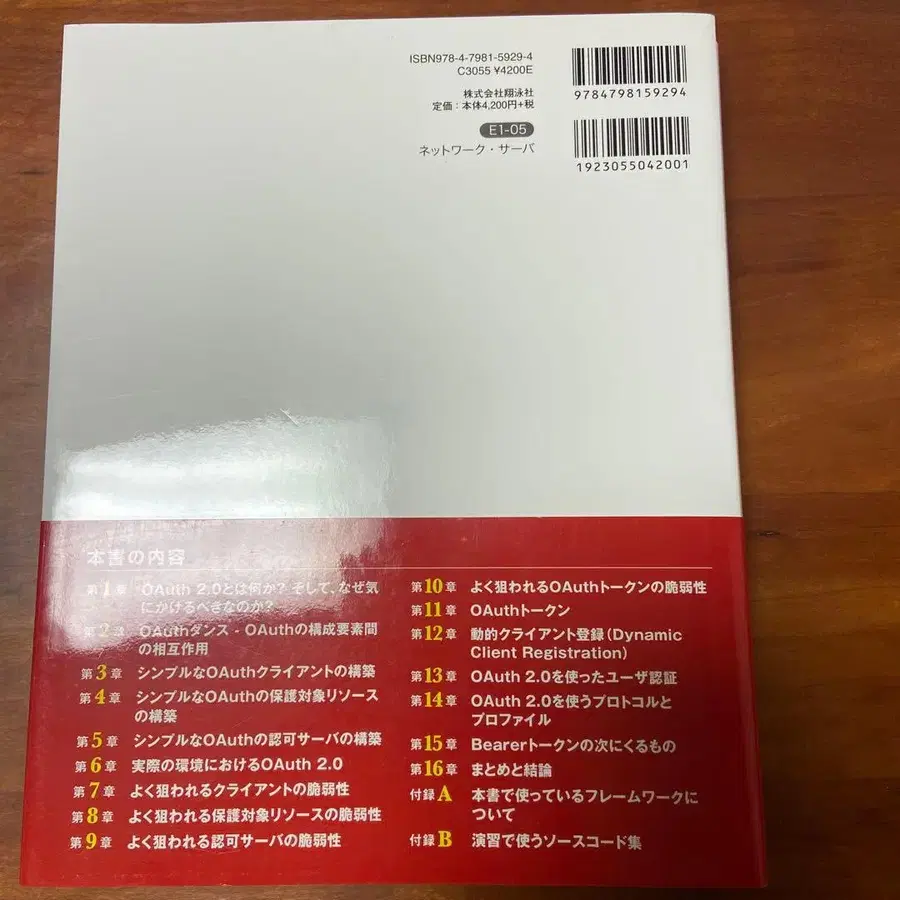 ISBN978-4-7981-5929-4
C3055 ¥4200E
株式会社翔泳社
定価:本体4,200円+税
E1-05
ネットワーク・サーバ
9784798159294
1923055042001
本書の内容
第1章 OAuth 2.0とは何か? そして、なぜ気
にかけるべきなのか?
第2章 OAuthダンス - OAuthの構成要素間
の相互作用
第3章 シンプルなOAuthクライアントの構築
第4章 シンプルなOAuthの保護対象リソース
の構築
第5章 シンプルなOAuthの認可サーバの構築
第6章 実際の環境におけるOAuth 2.0
第7章 よく狙われるクライアントの脆弱性
第8章 よく狙われる保護対象リソースの脆弱性
第9章 よく狙われる認可サーバの脆弱性
第10章 よく狙われるOAuthトークンの脆弱性
第11章 OAuthトークン
第12章 動的クライアント登録(Dynamic
Client Registration)
第13章 OAuth 2.0を使ったユーザ認証
第14章 OAuth 2.0を使うプロトコルと
プロファイル
第15章 Bearerトークンの次にくるもの
第16章 まとめと結論
付録A 本書で使っているフレームワークに
ついて
付録B 演習で使うソースコード集